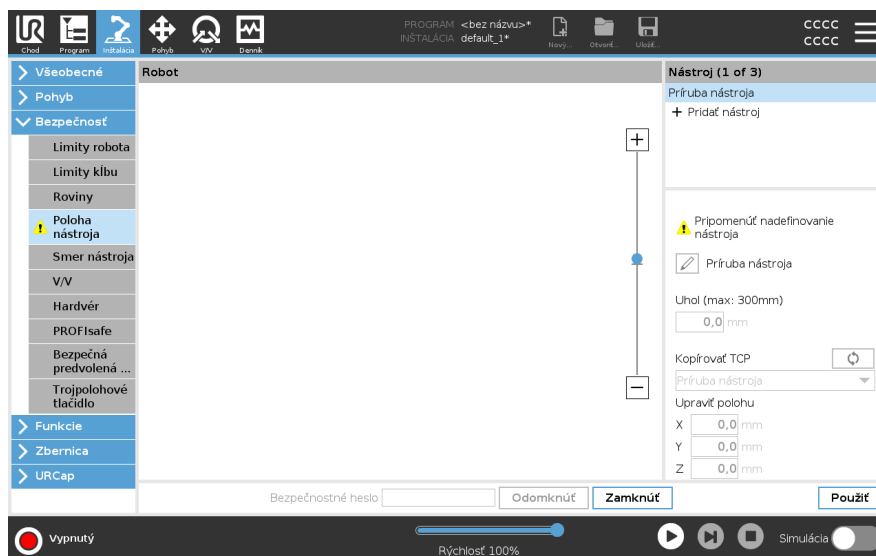 PROGRAM <bez názvu>*
INŠTALÁCIA default_1*
Chod
Program
Inštalácia
Pohyb
V/V
Denník
Nový...
Otvoriť...
Uložiť...
cccc
cccc
Všeobecné
Pohyb
Bezpečnosť
Limity robota
Limity kĺbu
Roviny
Poloha
nástroja
Smer nástroja
V/V
Hardvér
PROFIsafe
Bezpečná
predvolená ...
Trojpolohové
tlačidlo
Funkcie
Zbernica
URCap
Robot
Nástroj (1 of 3)
Príruba nástroja
+ Pridať nástroj
Pripomenúť nadefinovanie
nástroja
Príruba nástroja
Uhol (max: 300mm)
0,0 mm
Kopírovať TCP
Príruba nástroja
Upraviť polohu
X 0,0 mm
Y 0,0 mm
Z 0,0 mm
Bezpečnostné heslo
Odomknúť
Zamknúť
Použiť
Vypnutý
Rýchlosť 100%
Simulácia